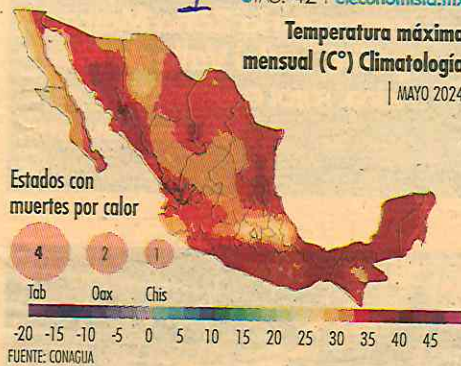 eleconomista.mx
Temperatura máxima
mensual (C°) Climatología
| MAYO 2024
Estados con
muertes por calor
4 2 1
Tab Oax Chis
-20 -15 -10 -5 0 5 10 15 20 25 30 35 40 45
FUENTE: CONAGUA